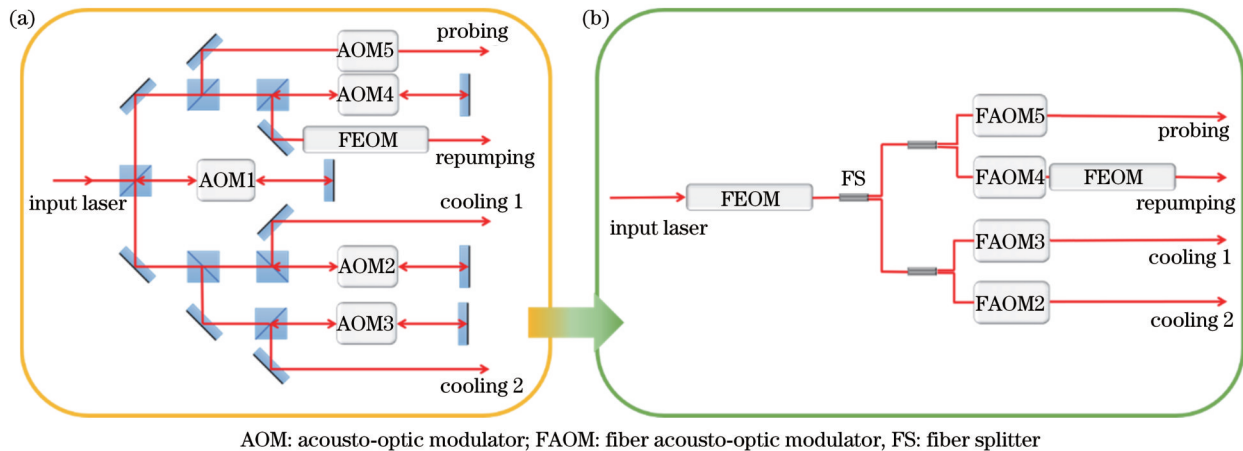 (a)
probing
AOM5
AOM4
FEOM
repumping
AOM1
input laser
cooling 1
AOM2
AOM3
cooling 2
(b)
FAOM5
probing
FS
FAOM4
FEOM
repumping
FEOM
input laser
FAOM3
cooling 1
FAOM2
cooling 2
AOM: acousto-optic modulator; FAOM: fiber acousto-optic modulator, FS: fiber splitter